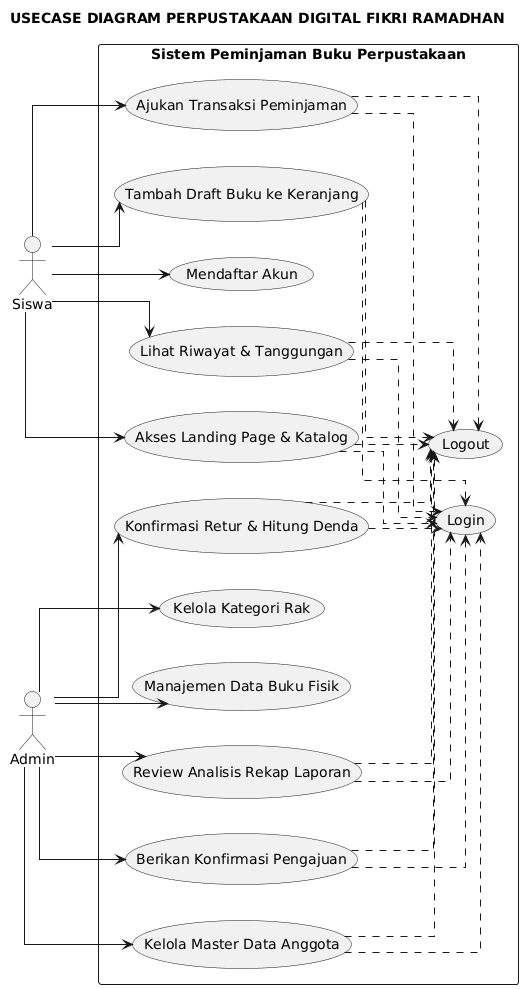 USECASE DIAGRAM PERPUSTAKAAN DIGITAL FIKRI RAMADHAN
Sistem Peminjaman Buku Perpustakaan
Ajukan Transaksi Peminjaman
Tambah Draft Buku ke Keranjang
Mendaftar Akun
Siswa
Lihat Riwayat & Tanggungan
Akses Landing Page & Katalog
Logout
Login
Konfirmasi Retur & Hitung Denda
Kelola Kategori Rak
Manajemen Data Buku Fisik
Admin
Review Analisis Rekap Laporan
Berikan Konfirmasi Pengajuan
Kelola Master Data Anggota